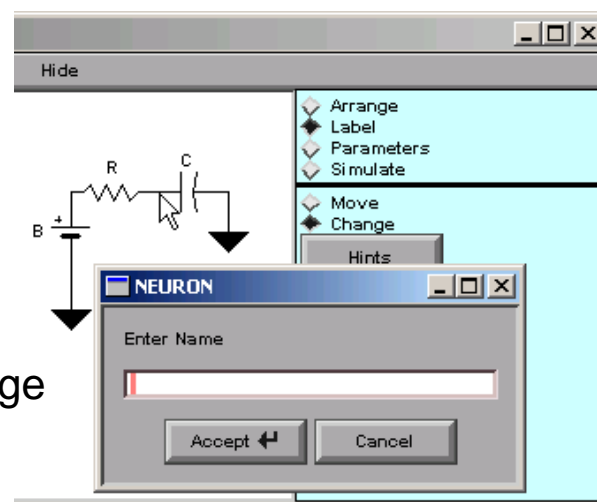 Hide
Arrange
Label
Parameters
Simulate
R
C
B
+
Move
Change
Hints
NEURON
Enter Name
ge
Accept
Cancel